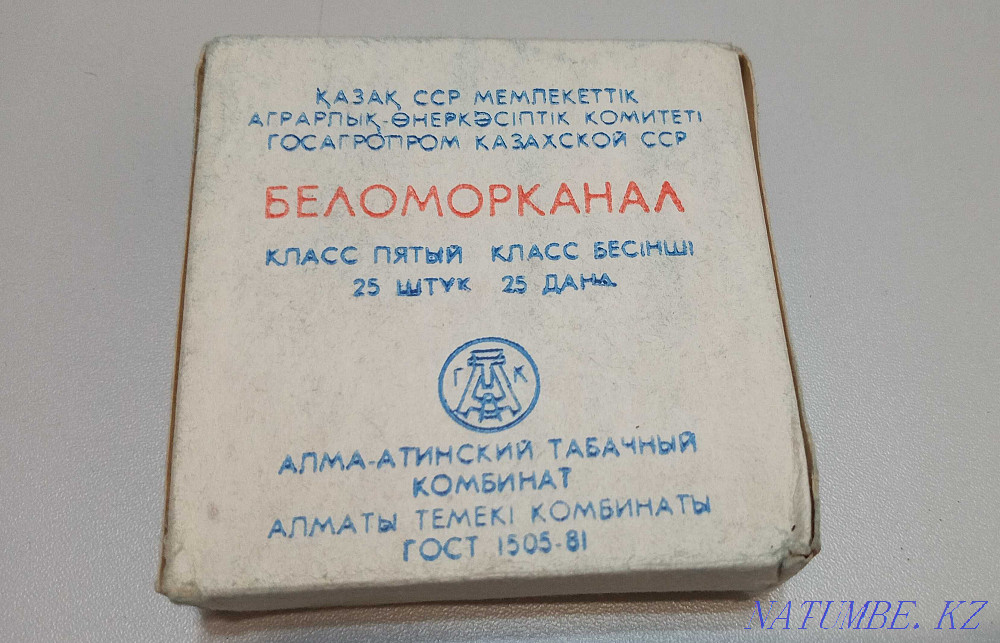 ҚАЗАҚ ССР МЕМЛЕКЕТТІК
АГРАРЛЫҚ-ӨНЕРКӘСІПТІК КОМИТЕТІ
ГОСАГРОПРОМ КАЗАХСКОЙ ССР
БЕЛОМОРКАНАЛ
КЛАСС ПЯТЫЙ КЛАСС БЕСІНШІ
25 ШТУК 25 ДАНА
Г К
АЛМА-АТИНСКИЙ ТАБАЧНЫЙ
КОМБИНАТ
АЛМАТЫ ТЕМЕКІ КОМБИНАТЫ
ГОСТ 1505-81
NATUMBE. KZ